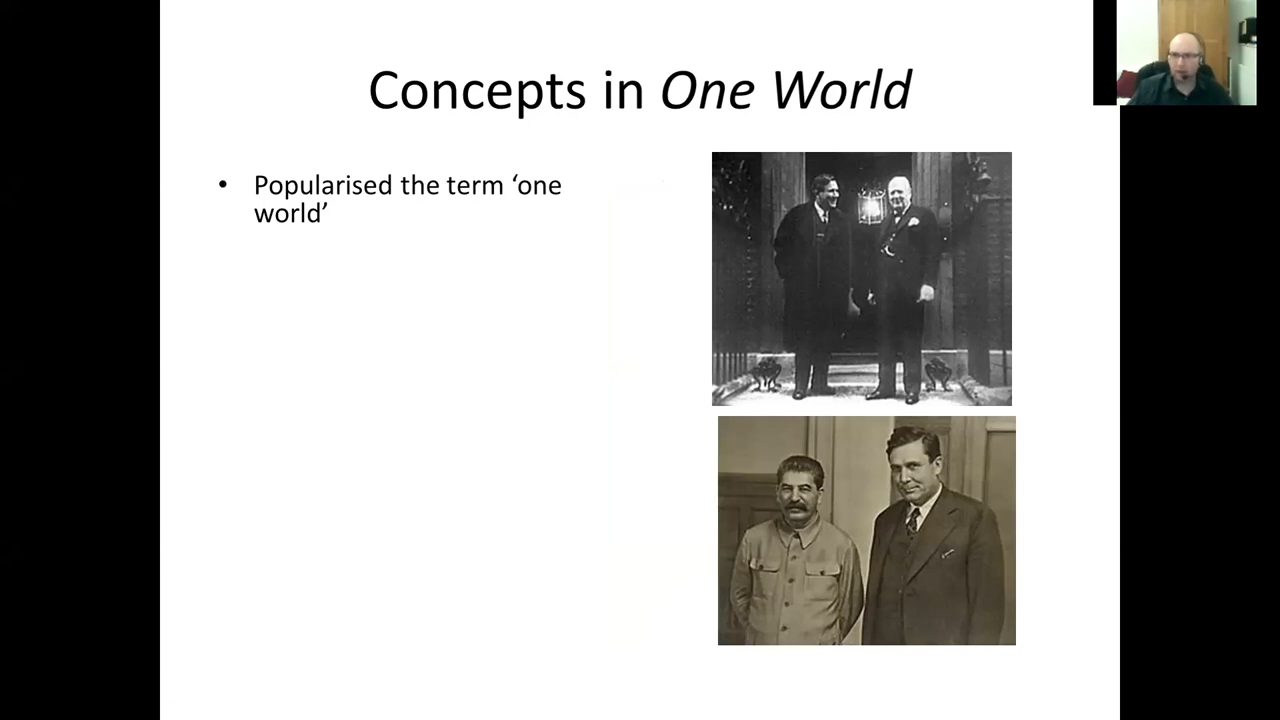 Concepts in One World
• Popularised the term ‘one
world’